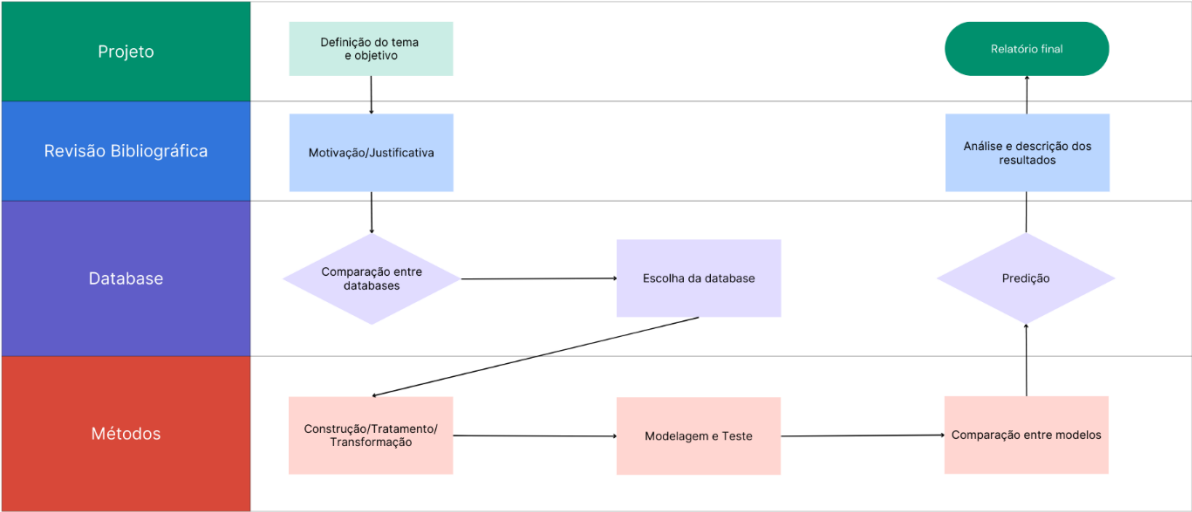 Projeto
Definição do tema
e objetivo
Relatório final
Revisão Bibliográfica
Motivação/Justificativa
Análise e descrição dos
resultados
Database
Comparação entre
databases
Escolha da database
Predição
Métodos
Construção/Tratamento/
Transformação
Modelagem e Teste
Comparação entre modelos